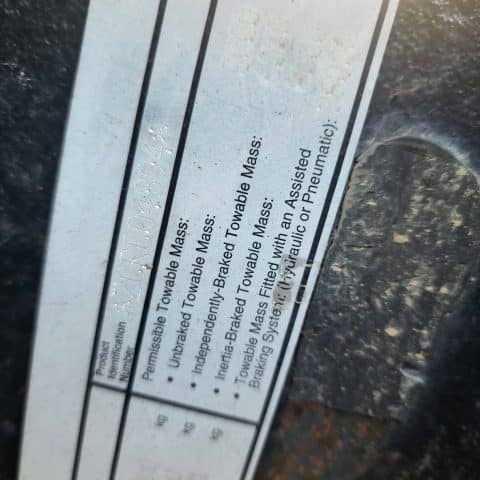 Product
Identification
Number
Permissible Towable Mass:
• Unbraked Towable Mass:
• Independently-Braked Towable Mass:
• Inertia-Braked Towable Mass:
• Towable Mass Fitted with an Assisted
Braking System (Hydraulic or Pneumatic):
kg
kg
kg